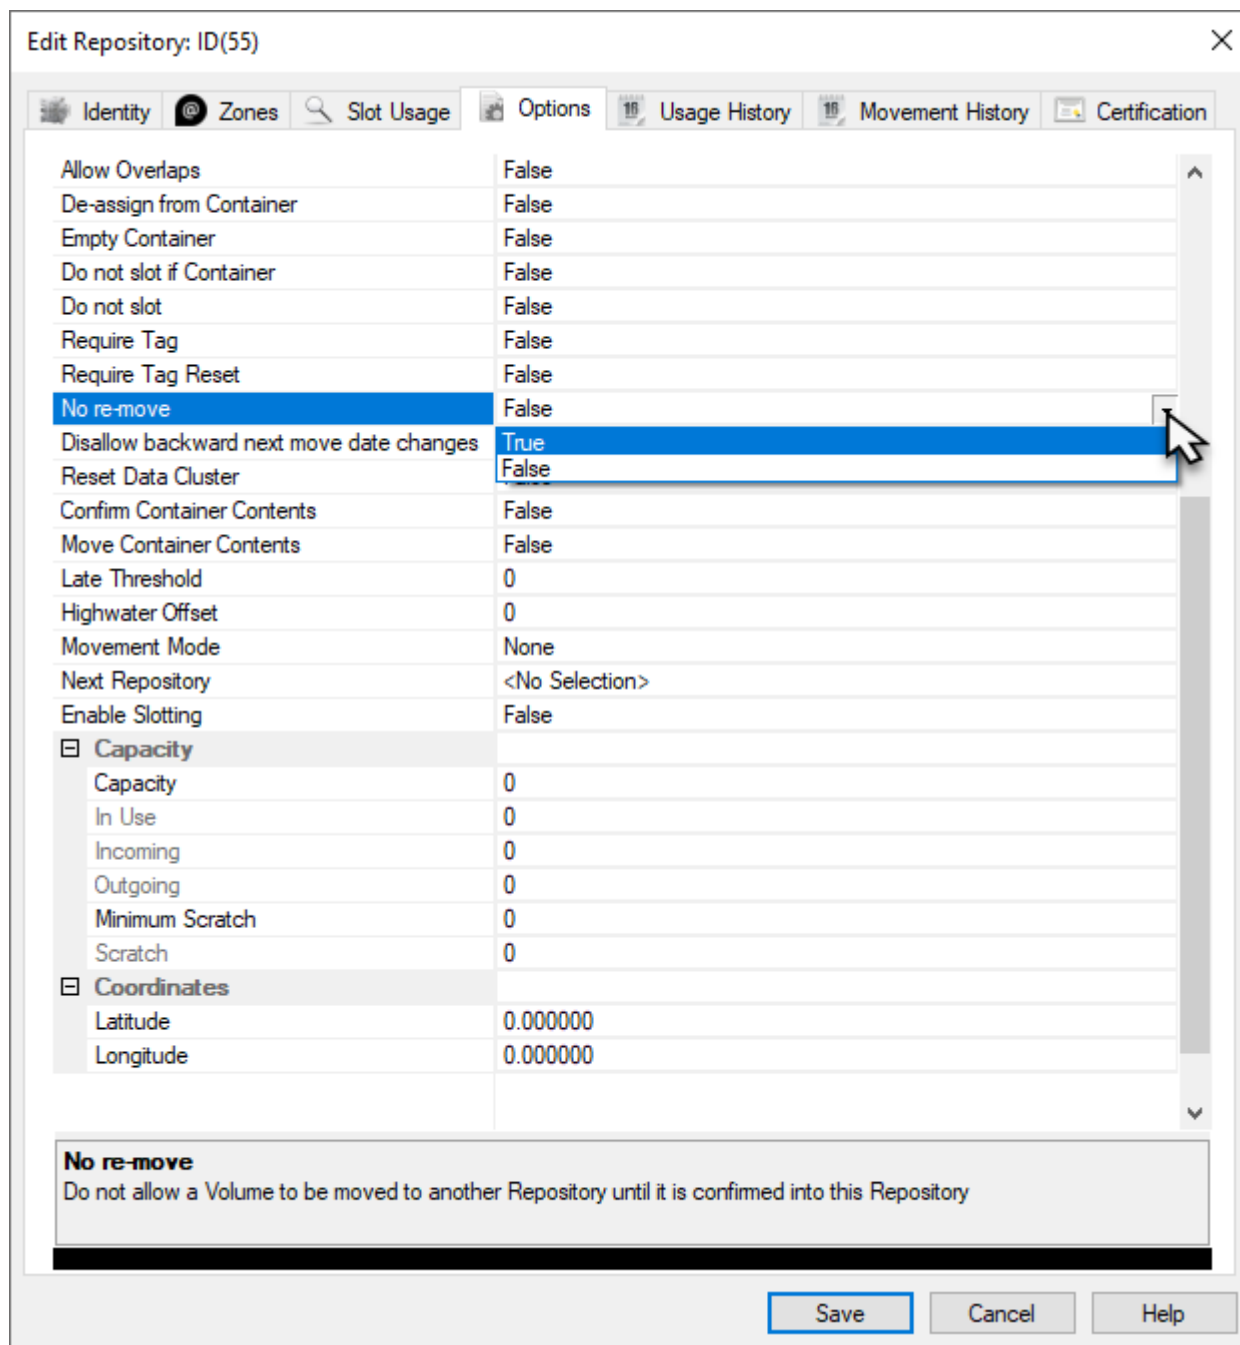 Edit Repository: ID(55)
Identity @ Zones Slot Usage Options 16 Usage History 16 Movement History Certification
Allow Overlaps False
De-assign from Container False
Empty Container False
Do not slot if Container False
Do not slot False
Require Tag False
Require Tag Reset False
No re-move False
Disallow backward next move date changes True
False
Reset Data Cluster
Confirm Container Contents False
Move Container Contents False
Late Threshold 0
Highwater Offset 0
Movement Mode None
Next Repository <No Selection>
Enable Slotting False
Capacity
Capacity 0
In Use 0
Incoming 0
Outgoing 0
Minimum Scratch 0
Scratch 0
Coordinates
Latitude 0.000000
Longitude 0.000000
No re-move
Do not allow a Volume to be moved to another Repository until it is confirmed into this Repository
Save Cancel Help